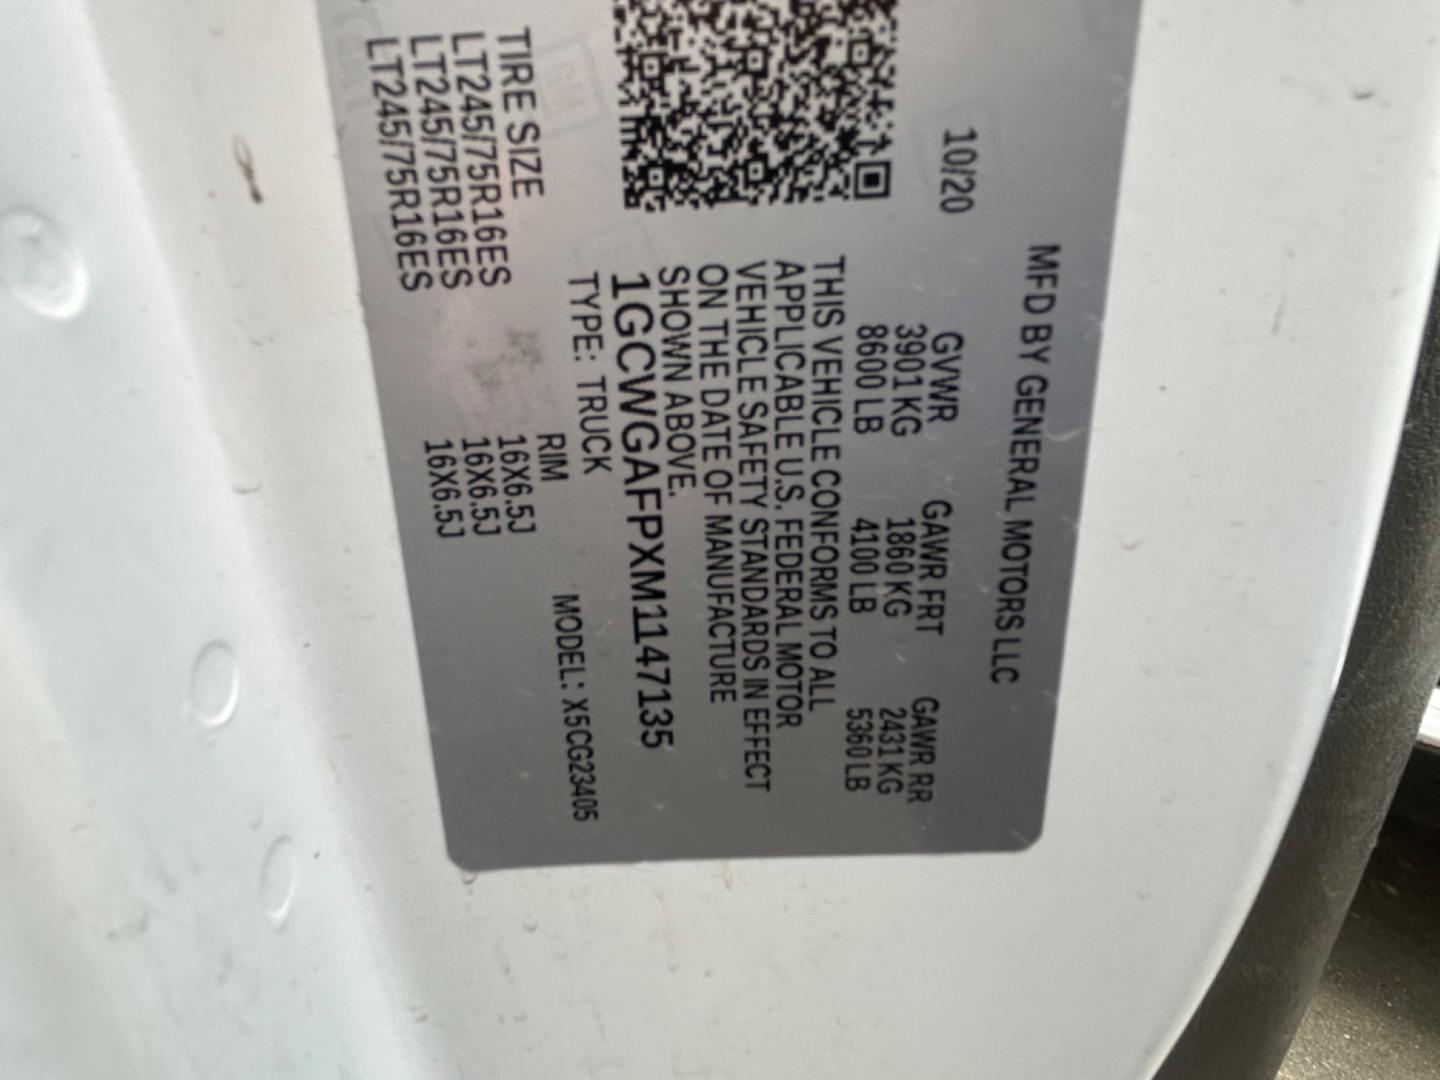 MFD BY GENERAL MOTORS LLC
10/20 GVWR GAWR FRT GAWR RR
3901 KG 1860 KG 2431 KG
8600 LB 4100 LB 5360 LB
THIS VEHICLE CONFORMS TO ALL
APPLICABLE U.S. FEDERAL MOTOR
VEHICLE SAFETY STANDARDS IN EFFECT
ON THE DATE OF MANUFACTURE
SHOWN ABOVE.
1GCWGAFPXM1147135
TYPE: TRUCK MODEL: X5CG23405
TIRE SIZE RIM
LT245/75R16ES 16X6.5J
LT245/75R16ES 16X6.5J
LT245/75R16ES 16X6.5J